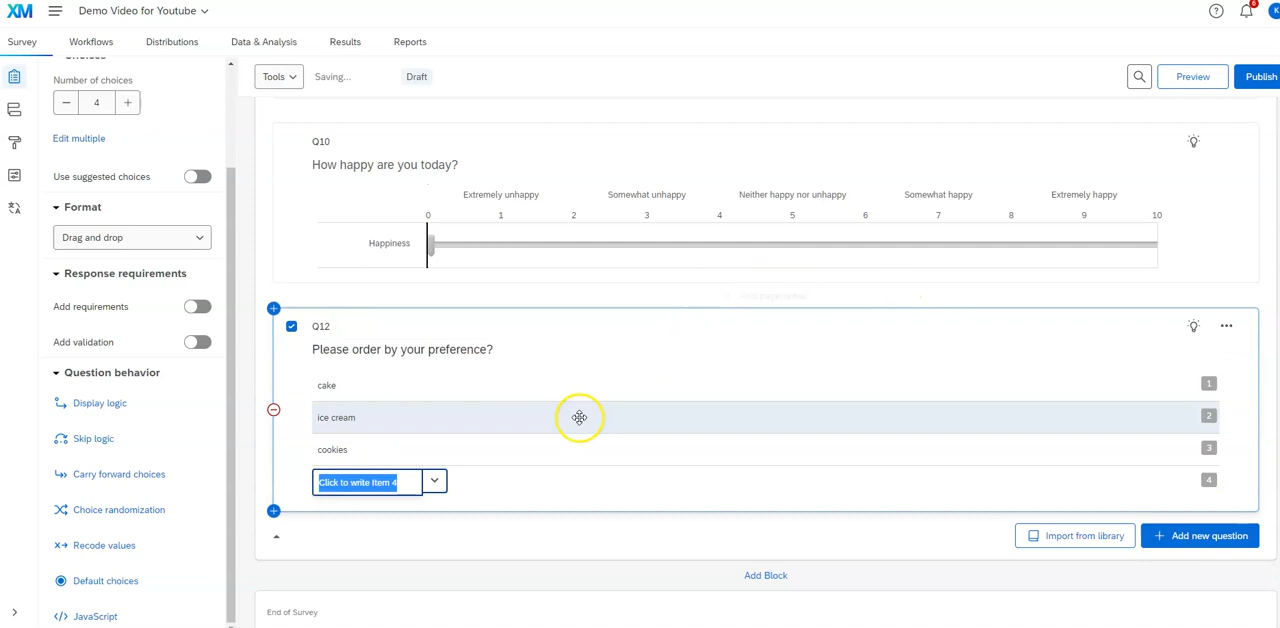 XM
Demo Video for Youtube
6
K
Survey
Workflows
Distributions
Data & Analysis
Results
Reports
Choices
Number of choices
4
Edit multiple
Use suggested choices
Format
Drag and drop
Response requirements
Add requirements
Add validation
Question behavior
Display logic
Skip logic
Carry forward choices
Choice randomization
Recode values
Default choices
JavaScript
Tools
Saving...
Draft
Preview
Publish
Q10
How happy are you today?
Extremely unhappy Somewhat unhappy Neither happy nor unhappy Somewhat happy Extremely happy
0 1 2 3 4 5 6 7 8 9 10
Happiness
Q12
Please order by your preference?
cake 1
ice cream 2
cookies 3
Click to write Item 4 4
Import from library
Add new question
Add Block
End of Survey